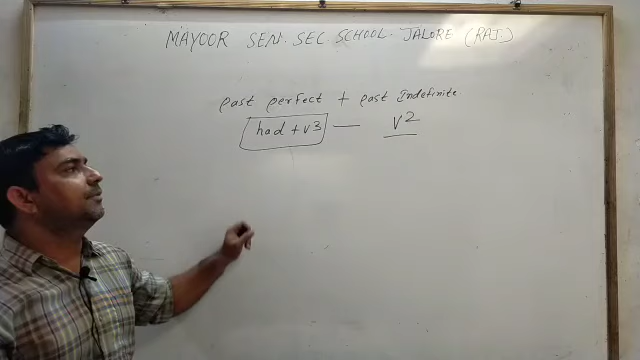 MAYOOR SEN. SEC. SCHOOL. JALORE (RAJ.)
past perfect + past Indefinite
had + v3 — v2